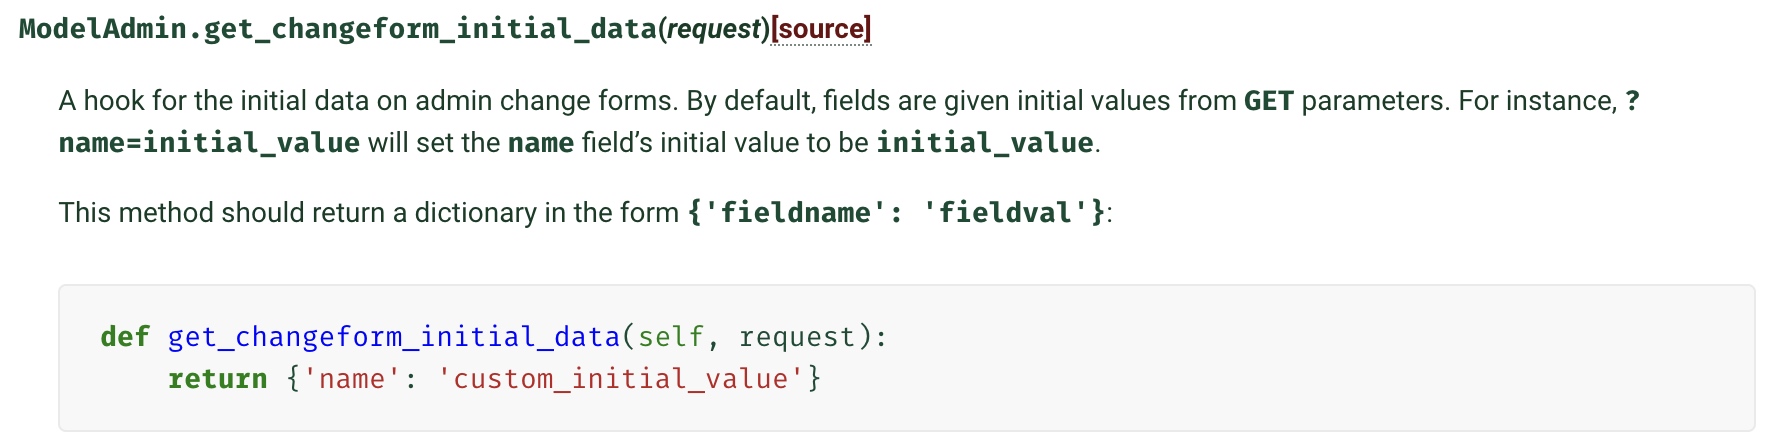 ModelAdmin.get_changeform_initial_data(request)[source]
A hook for the initial data on admin change forms. By default, fields are given initial values from GET parameters. For instance, ?
name=initial_value will set the name field’s initial value to be initial_value.
This method should return a dictionary in the form {'fieldname': 'fieldval'}:
def get_changeform_initial_data(self, request):
    return {'name': 'custom_initial_value'}